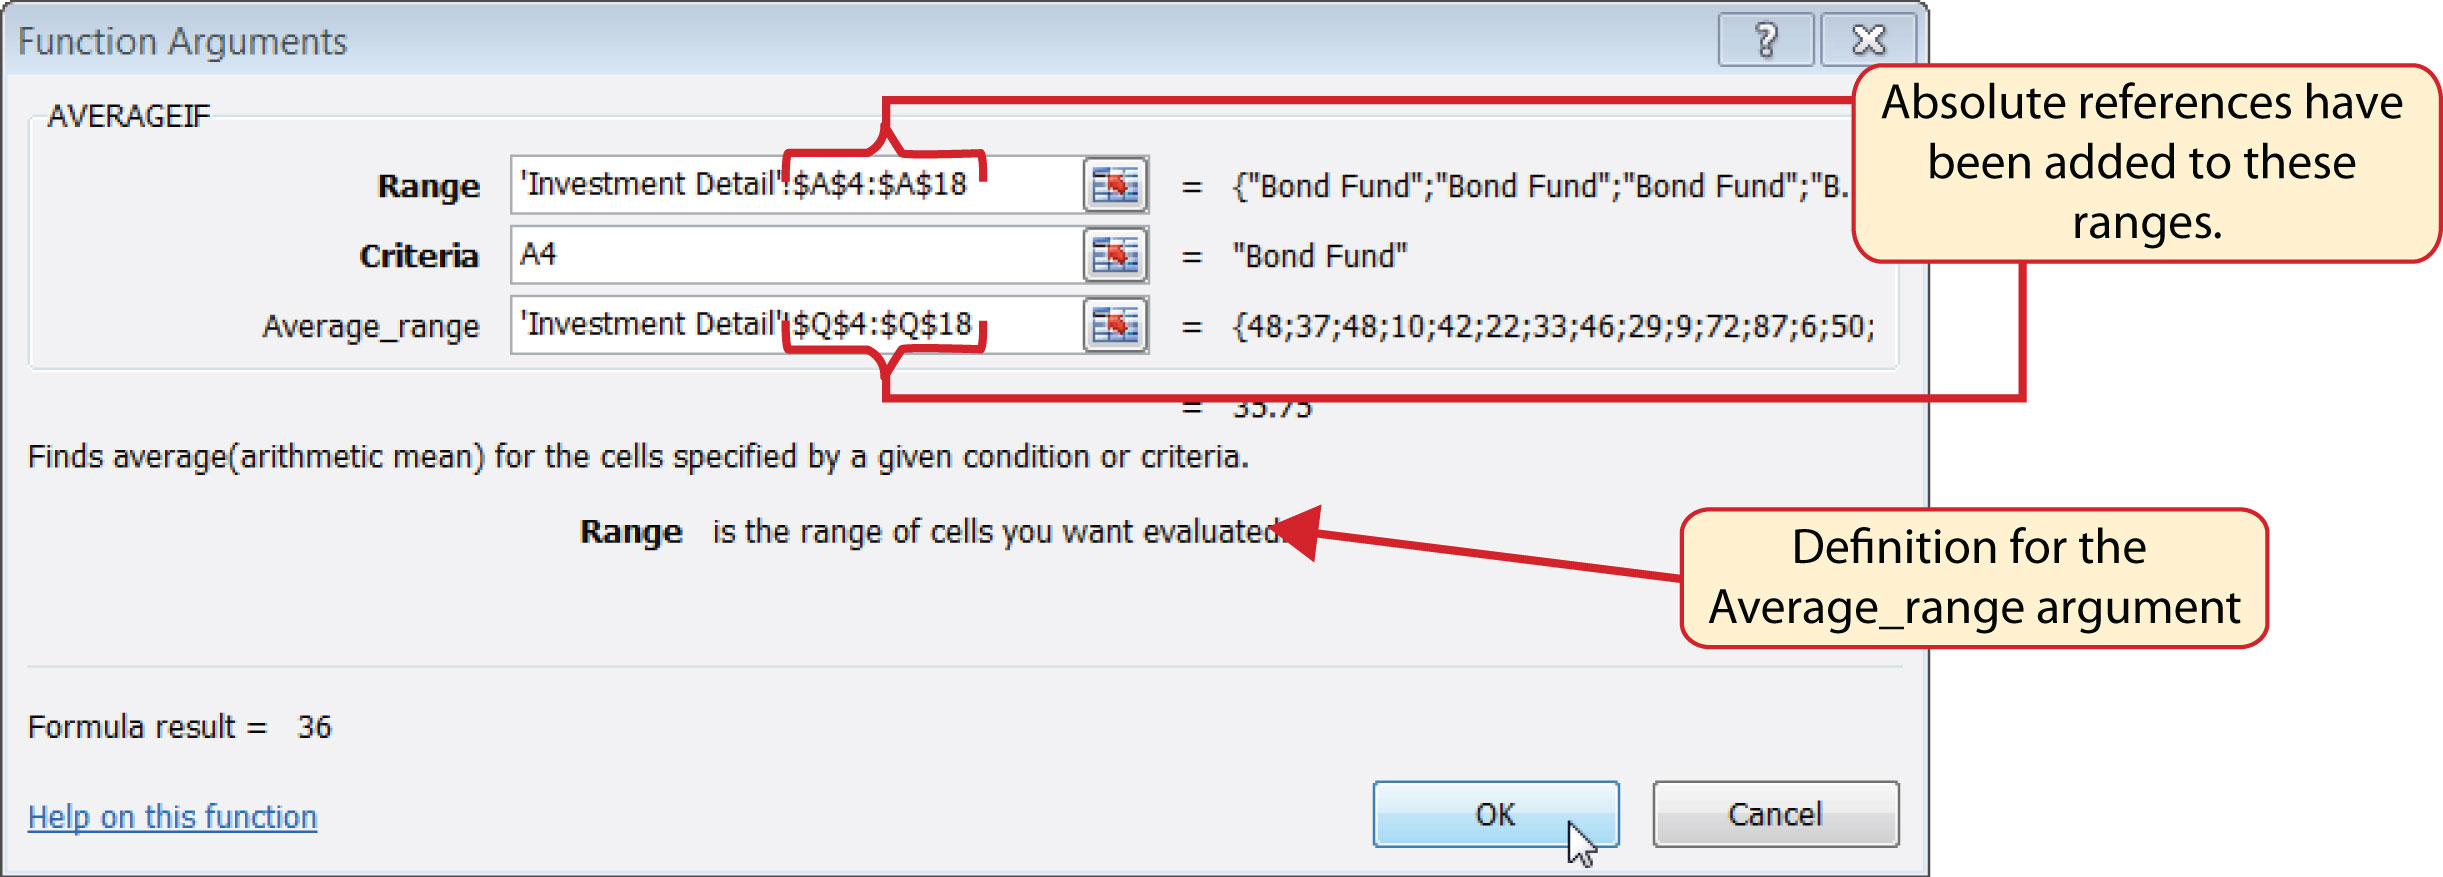 Function Arguments
?
AVERAGEIF
Absolute references have
been added to these
ranges.
Range 'Investment Detail'!$A$4:$A$18 = {"Bond Fund";"Bond Fund";"Bond Fund";"B.
Criteria A4 = "Bond Fund"
Average_range 'Investment Detail'!$Q$4:$Q$18 = {48;37;48;10;42;22;33;46;29;9;72;87;6;50;
= 35.75
Finds average(arithmetic mean) for the cells specified by a given condition or criteria.
Range is the range of cells you want evaluated.
Definition for the
Average_range argument
Formula result = 36
Help on this function
OK Cancel